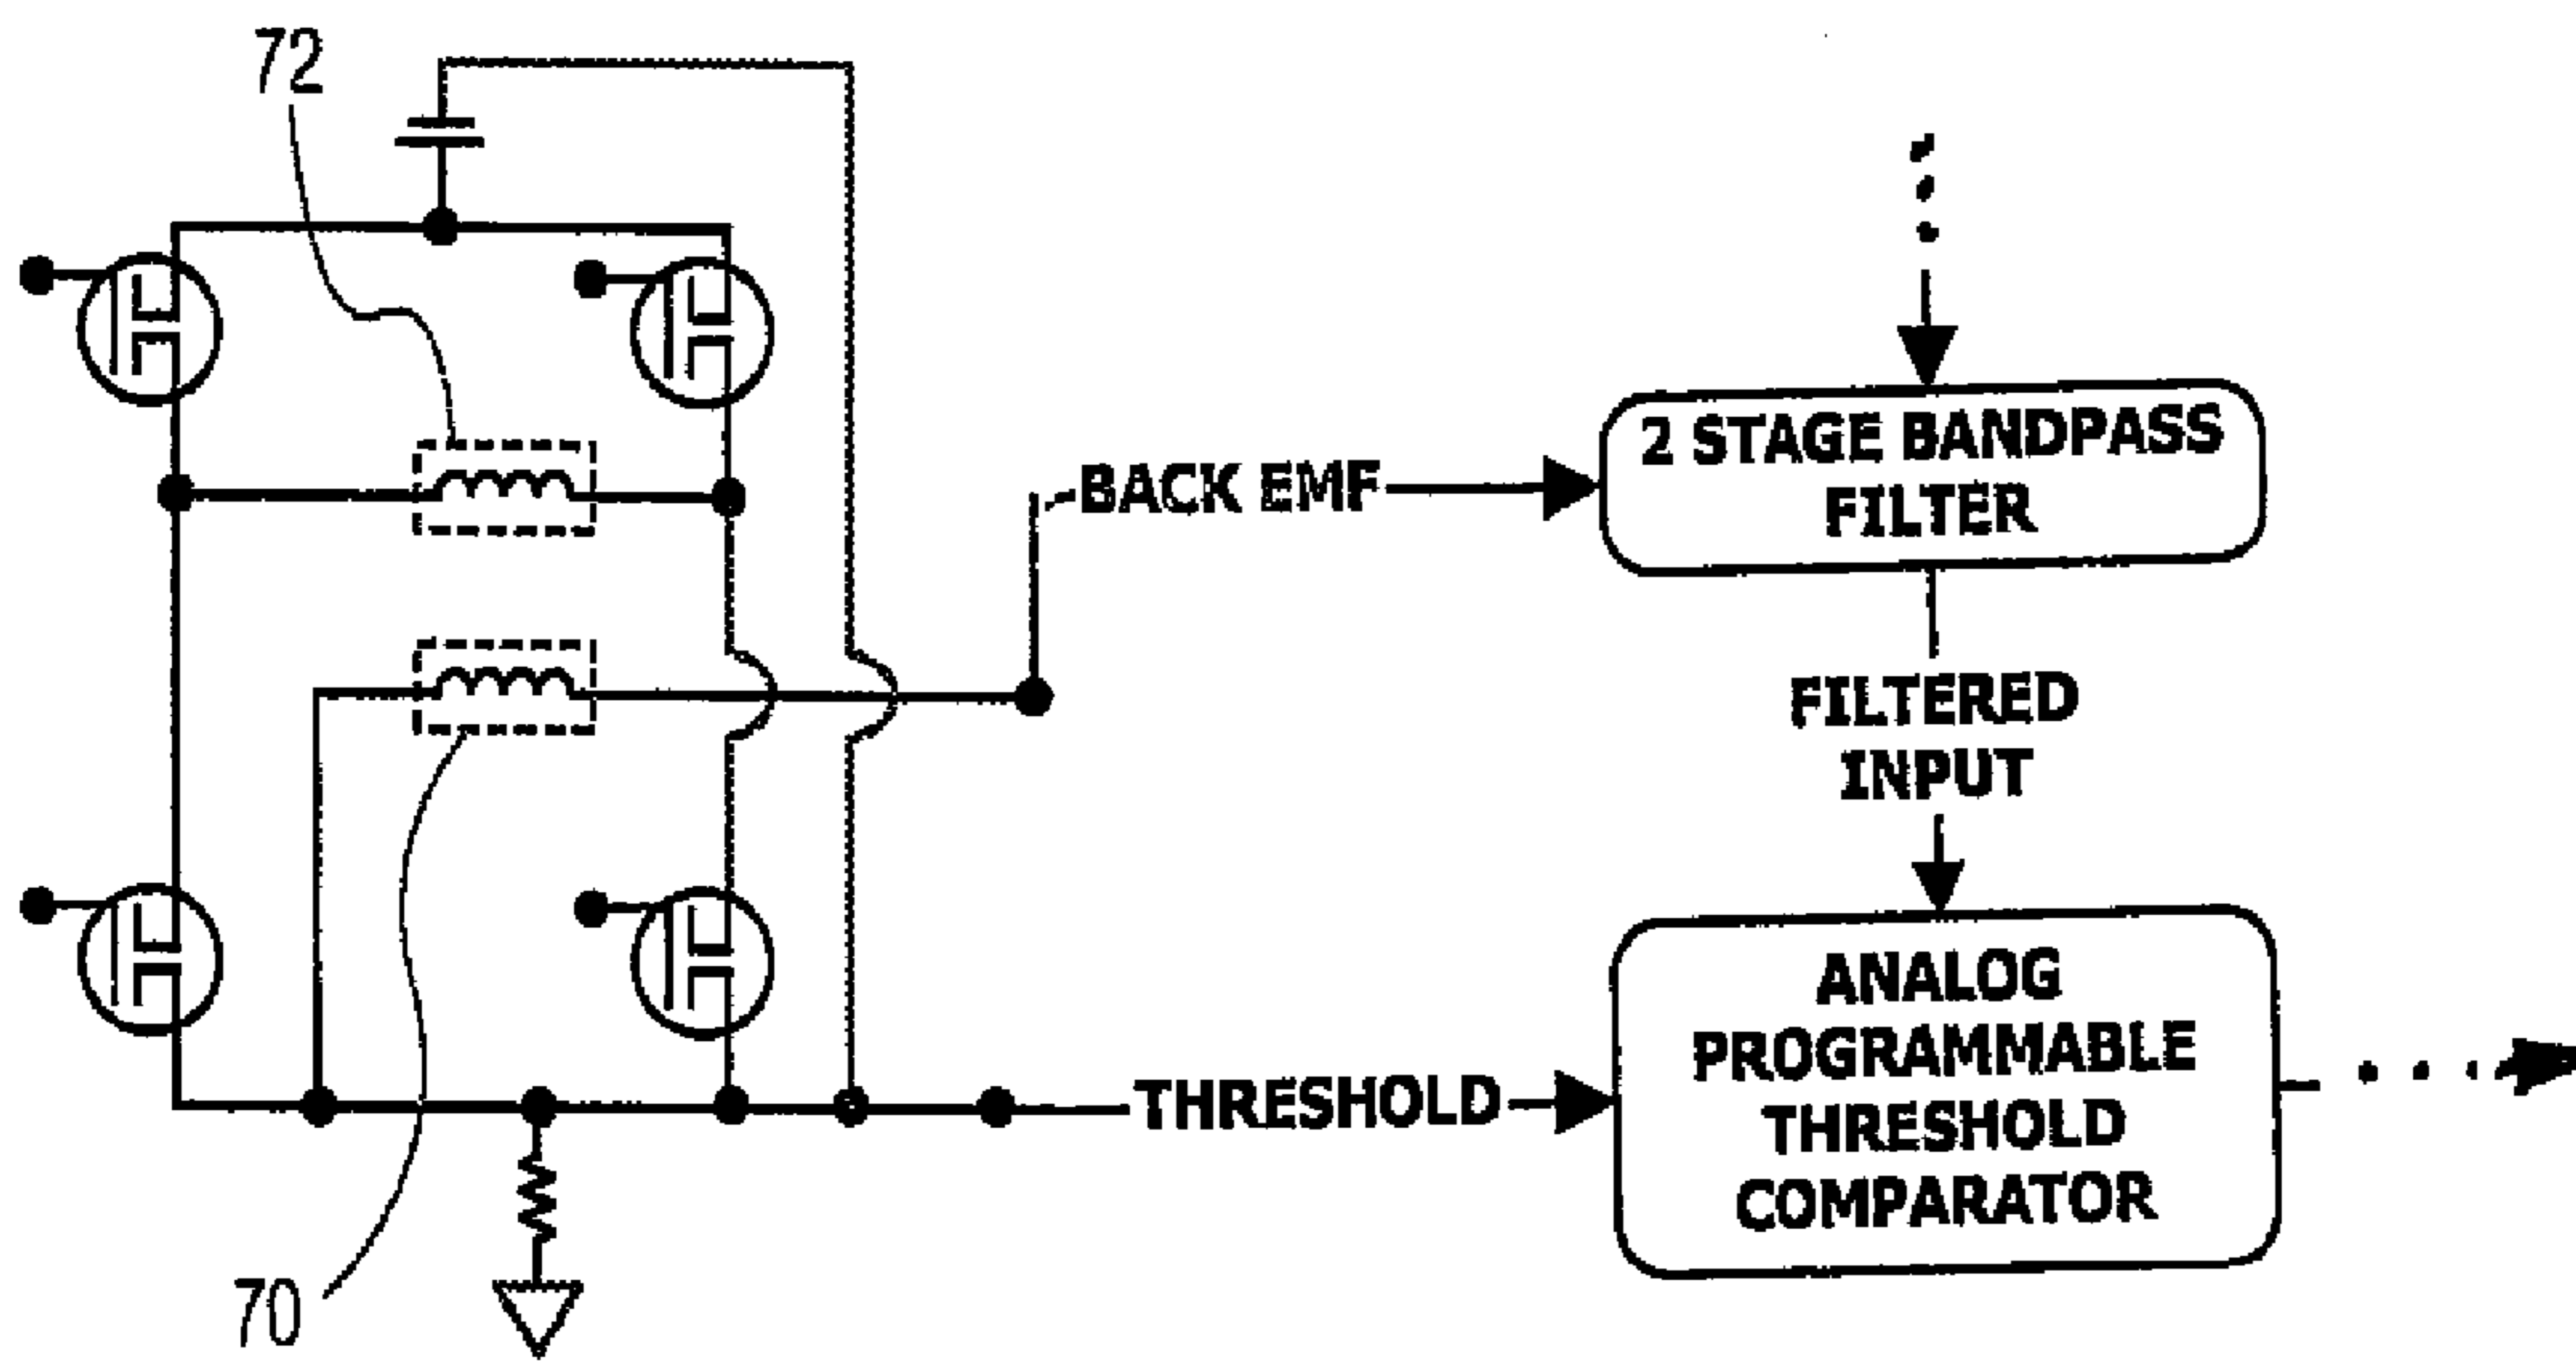 72
BACK EMF
2 STAGE BANDPASS
FILTER
FILTERED
INPUT
THRESHOLD
ANALOG
PROGRAMMABLE
THRESHOLD
COMPARATOR
70